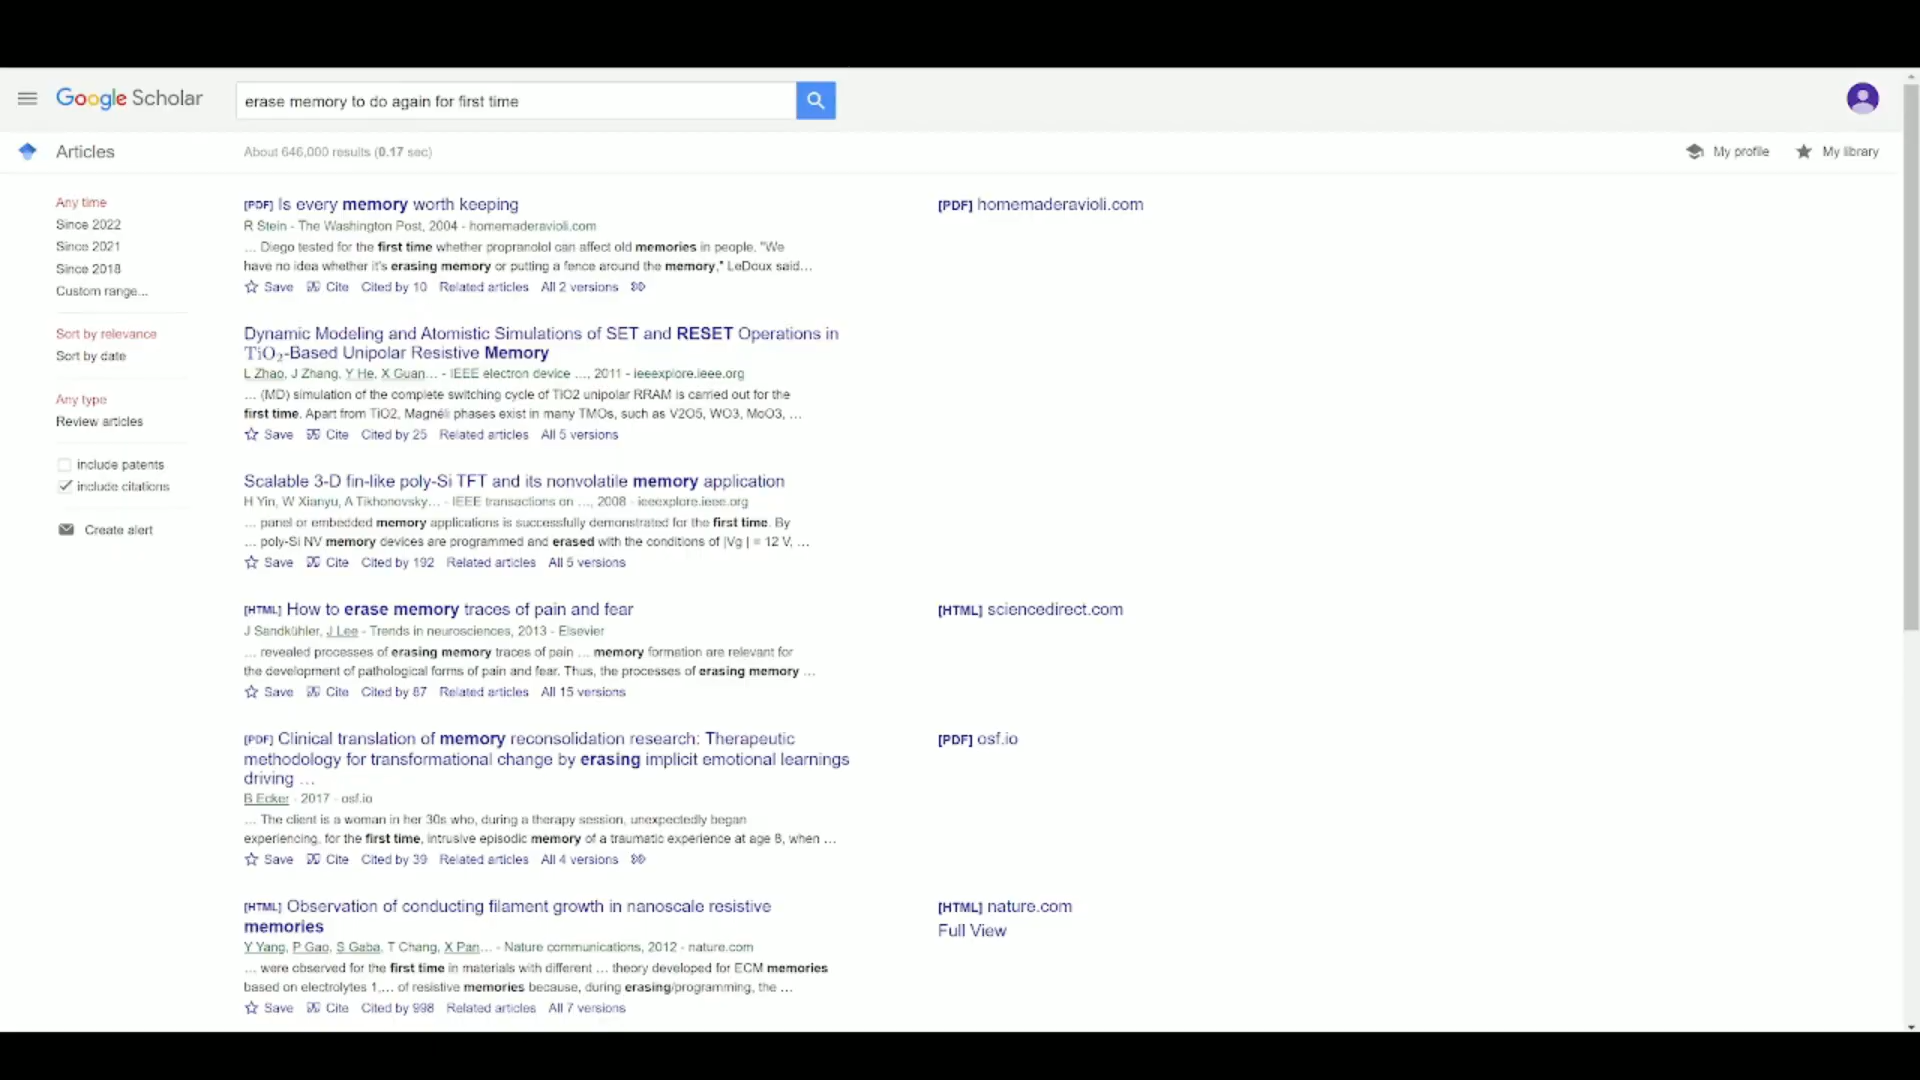 Google Scholar
erase memory to do again for first time
Articles
About 646,000 results (0.17 sec)
My profile
My library
Any time
Since 2022
Since 2021
Since 2018
Custom range...
Sort by relevance
Sort by date
Any type
Review articles
include patents
include citations
Create alert
[PDF] Is every memory worth keeping
R Stein - The Washington Post, 2004 - homemaderavioli.com
... Diego tested for the first time whether propranolol can affect old memories in people. "We
have no idea whether it's erasing memory or putting a fence around the memory," LeDoux said...
Save Cite Cited by 10 Related articles All 2 versions
[PDF] homemaderavioli.com
Dynamic Modeling and Atomistic Simulations of SET and RESET Operations in
TiO₂-Based Unipolar Resistive Memory
L Zhao, J Zhang, Y He, X Guan... - IEEE electron device ..., 2011 - ieeexplore.ieee.org
... (MD) simulation of the complete switching cycle of TiO2 unipolar RRAM is carried out for the
first time. Apart from TiO2, Magnéli phases exist in many TMOs, such as V2O5, WO3, MoO3, ...
Save Cite Cited by 25 Related articles All 5 versions
Scalable 3-D fin-like poly-Si TFT and its nonvolatile memory application
H Yin, W Xianyu, A Tikhonovsky... - IEEE transactions on ..., 2008 - ieeexplore.ieee.org
... panel or embedded memory applications is successfully demonstrated for the first time. By
... poly-Si NV memory devices are programmed and erased with the conditions of |Vg | = 12 V, ...
Save Cite Cited by 192 Related articles All 5 versions
[HTML] How to erase memory traces of pain and fear
J Sandkühler, J Lee - Trends in neurosciences, 2013 - Elsevier
... revealed processes of erasing memory traces of pain ... memory formation are relevant for
the development of pathological forms of pain and fear. Thus, the processes of erasing memory ...
Save Cite Cited by 87 Related articles All 15 versions
[HTML] sciencedirect.com
[PDF] Clinical translation of memory reconsolidation research: Therapeutic
methodology for transformational change by erasing implicit emotional learnings
driving ...
B Ecker - 2017 - osf.io
... The client is a woman in her 30s who, during a therapy session, unexpectedly began
experiencing, for the first time, intrusive episodic memory of a traumatic experience at age 8, when ...
Save Cite Cited by 39 Related articles All 4 versions
[PDF] osf.io
[HTML] Observation of conducting filament growth in nanoscale resistive
memories
Y Yang, P Gao, S Gaba, T Chang, X Pan... - Nature communications, 2012 - nature.com
... were observed for the first time in materials with different ... theory developed for ECM memories
based on electrolytes 1,... of resistive memories because, during erasing/programming, the ...
Save Cite Cited by 998 Related articles All 7 versions
[HTML] nature.com
Full View